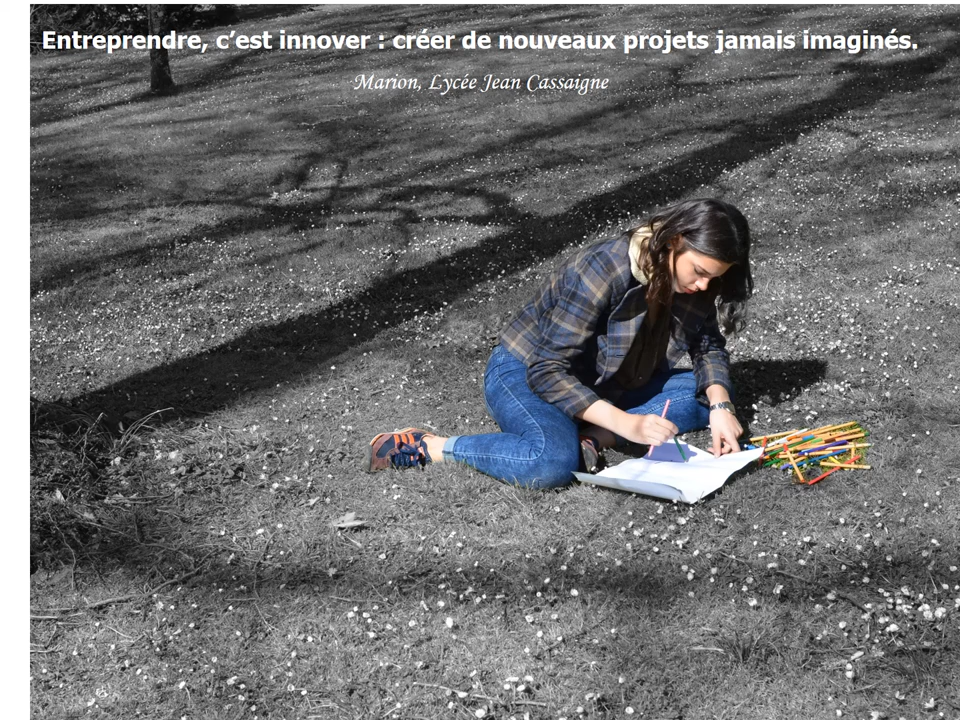 Entreprendre, c’est innover : créer de nouveaux projets jamais imaginés.
Marion, Lycée Jean Cassaigne